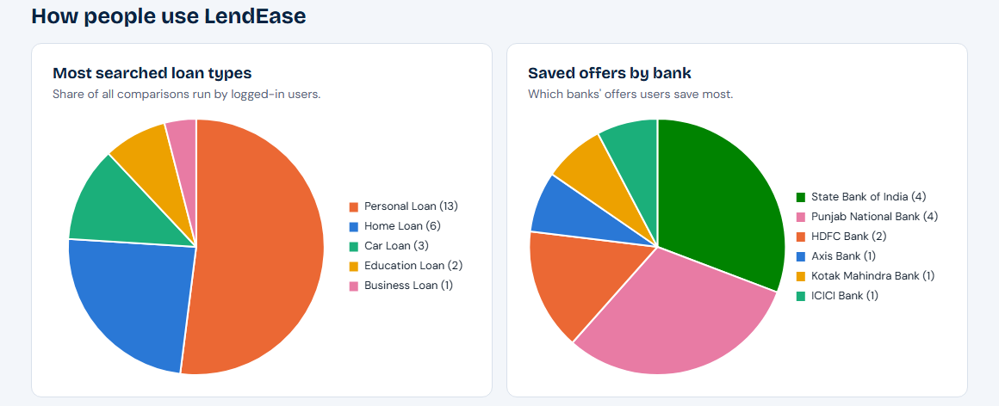 How people use LendEase
Most searched loan types
Share of all comparisons run by logged-in users.
Personal Loan (13)
Home Loan (6)
Car Loan (3)
Education Loan (2)
Business Loan (1)
Saved offers by bank
Which banks' offers users save most.
State Bank of India (4)
Punjab National Bank (4)
HDFC Bank (2)
Axis Bank (1)
Kotak Mahindra Bank (1)
ICICI Bank (1)